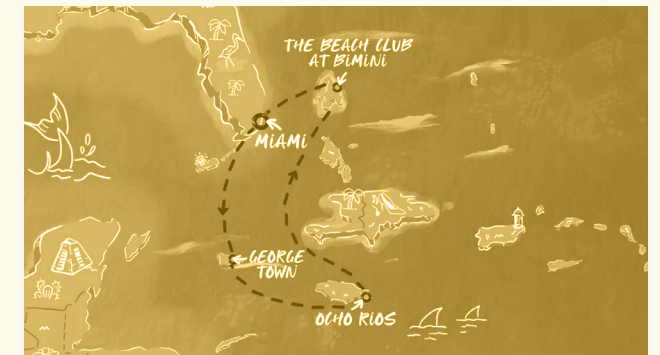 THE BEACH CLUB
AT BIMINI
MIAMI
GEORGE
TOWN
OCHO RIOS